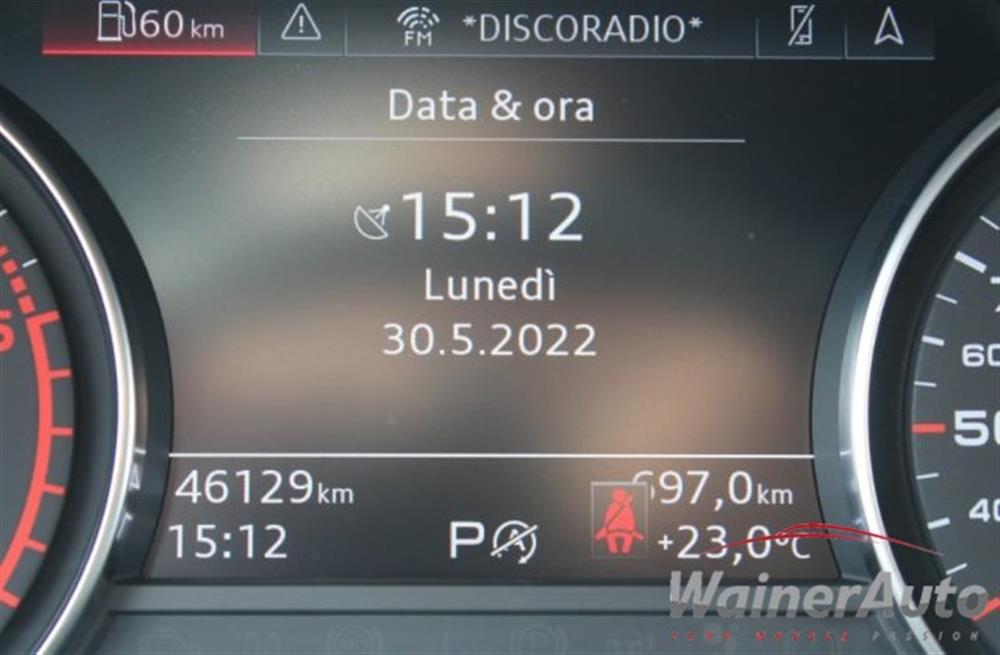 60 km
FM *DISCORADIO*
Data & ora
15:12
Lunedì
30.5.2022
46129 km
697,0 km
15:12
P
+23,0°C
60
50
40
WainerAuto
PASSION